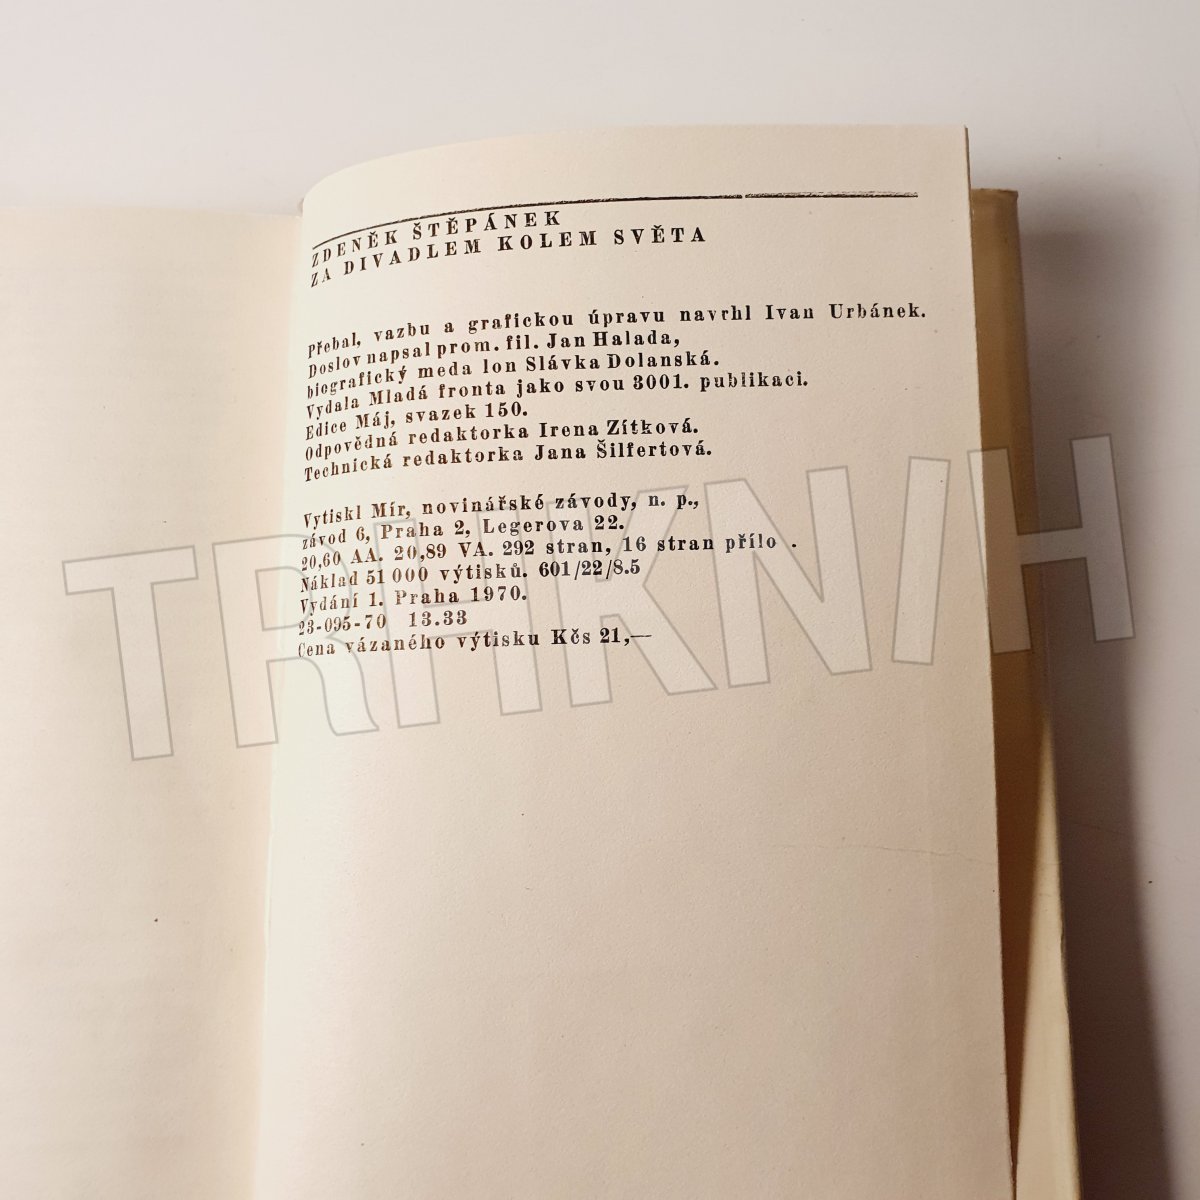 ZDENĚK ŠTĚPÁNEK
ZA DIVADLEM KOLEM SVĚTA
Přebal, vazbu a grafickou úpravu navrhl Ivan Urbánek.
Doslov napsal prom. fil. Jan Halada,
biografický meda lon Slávka Dolanská.
Vydala Mladá fronta jako svou 3001. publikaci.
Edice Máj, svazek 150.
Odpovědná redaktorka Irena Zítková.
Technická redaktorka Jana Šilfertová.
Vytiskl Mír, novinářské závody, n. p.,
závod 6, Praha 2, Legerova 22.
20,60 AA. 20,89 VA. 292 stran, 16 stran přílo .
Náklad 51 000 výtisků. 601/22/8.5
Vydání 1. Praha 1970.
23-095-70 13.33
Cena vázaného výtisku Kčs 21,—
TRHKNIH